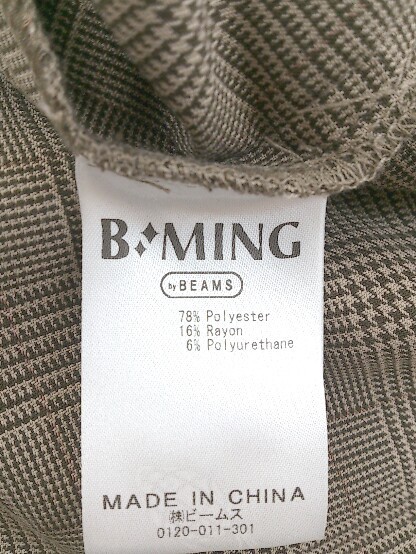 B✦MING
by BEAMS
78% Polyester
16% Rayon
6% Polyurethane
MADE IN CHINA
㈱ビームス
0120-011-301